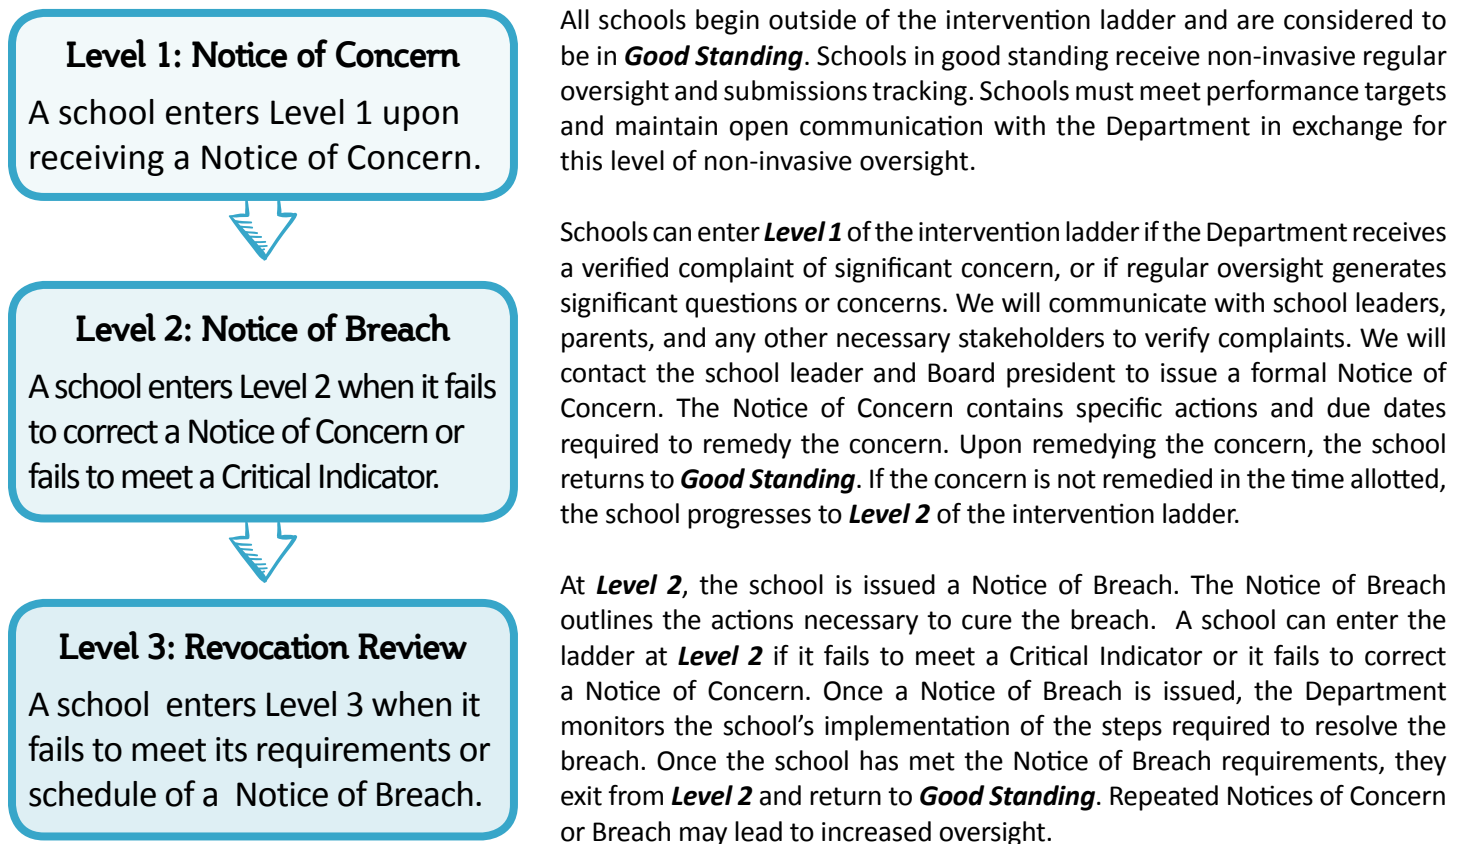 Level 1: Notice of Concern
A school enters Level 1 upon
receiving a Notice of Concern.
Level 2: Notice of Breach
A school enters Level 2 when it fails
to correct a Notice of Concern or
fails to meet a Critical Indicator.
Level 3: Revocation Review
A school enters Level 3 when it
fails to meet its requirements or
schedule of a Notice of Breach.
All schools begin outside of the intervention ladder and are considered to
be in Good Standing. Schools in good standing receive non-invasive regular
oversight and submissions tracking. Schools must meet performance targets
and maintain open communication with the Department in exchange for
this level of non-invasive oversight.
Schools can enter Level 1 of the intervention ladder if the Department receives
a verified complaint of significant concern, or if regular oversight generates
significant questions or concerns. We will communicate with school leaders,
parents, and any other necessary stakeholders to verify complaints. We will
contact the school leader and Board president to issue a formal Notice of
Concern. The Notice of Concern contains specific actions and due dates
required to remedy the concern. Upon remedying the concern, the school
returns to Good Standing. If the concern is not remedied in the time allotted,
the school progresses to Level 2 of the intervention ladder.
At Level 2, the school is issued a Notice of Breach. The Notice of Breach
outlines the actions necessary to cure the breach. A school can enter the
ladder at Level 2 if it fails to meet a Critical Indicator or it fails to correct
a Notice of Concern. Once a Notice of Breach is issued, the Department
monitors the school's implementation of the steps required to resolve the
breach. Once the school has met the Notice of Breach requirements, they
exit from Level 2 and return to Good Standing. Repeated Notices of Concern
or Breach may lead to increased oversight.